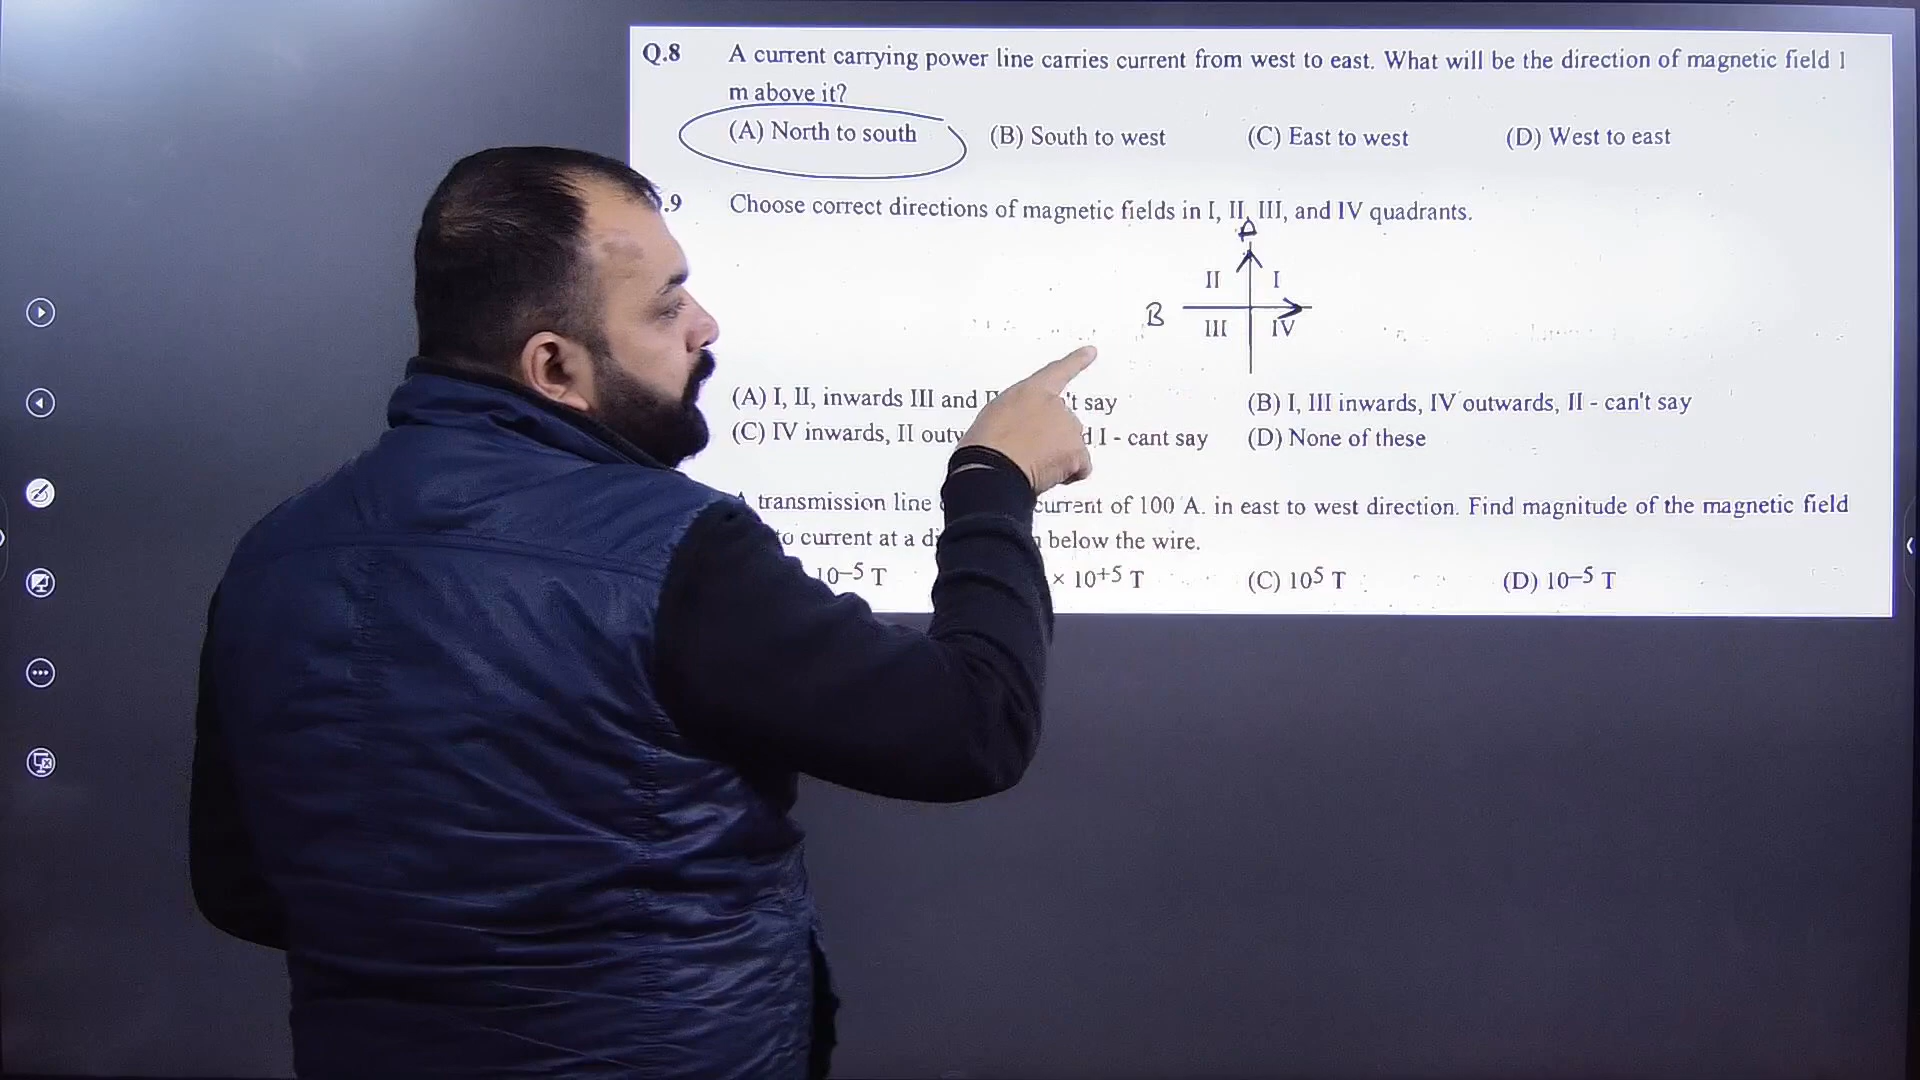 Q.8 A current carrying power line carries current from west to east. What will be the direction of magnetic field 1
m above it?
(A) North to south (B) South to west (C) East to west (D) West to east
.9 Choose correct directions of magnetic fields in I, II, III, and IV quadrants.
A
II I
B
III IV
(A) I, II, inwards III and 't say (B) I, III inwards, IV outwards, II - can't say
(C) IV inwards, II I - cant say (D) None of these
A transmission line current of 100 A. in east to west direction. Find magnitude of the magnetic field
to current at a below the wire.
10–5 T × 10+5 T (C) 105 T (D) 10–5 T